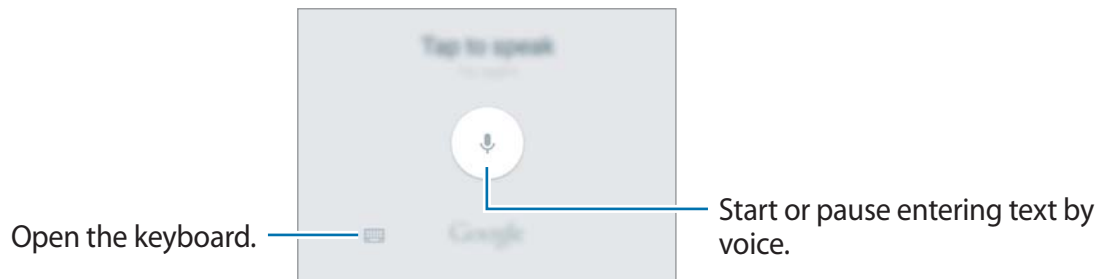 Tap to speak
Open the keyboard.
Google
Start or pause entering text by
voice.